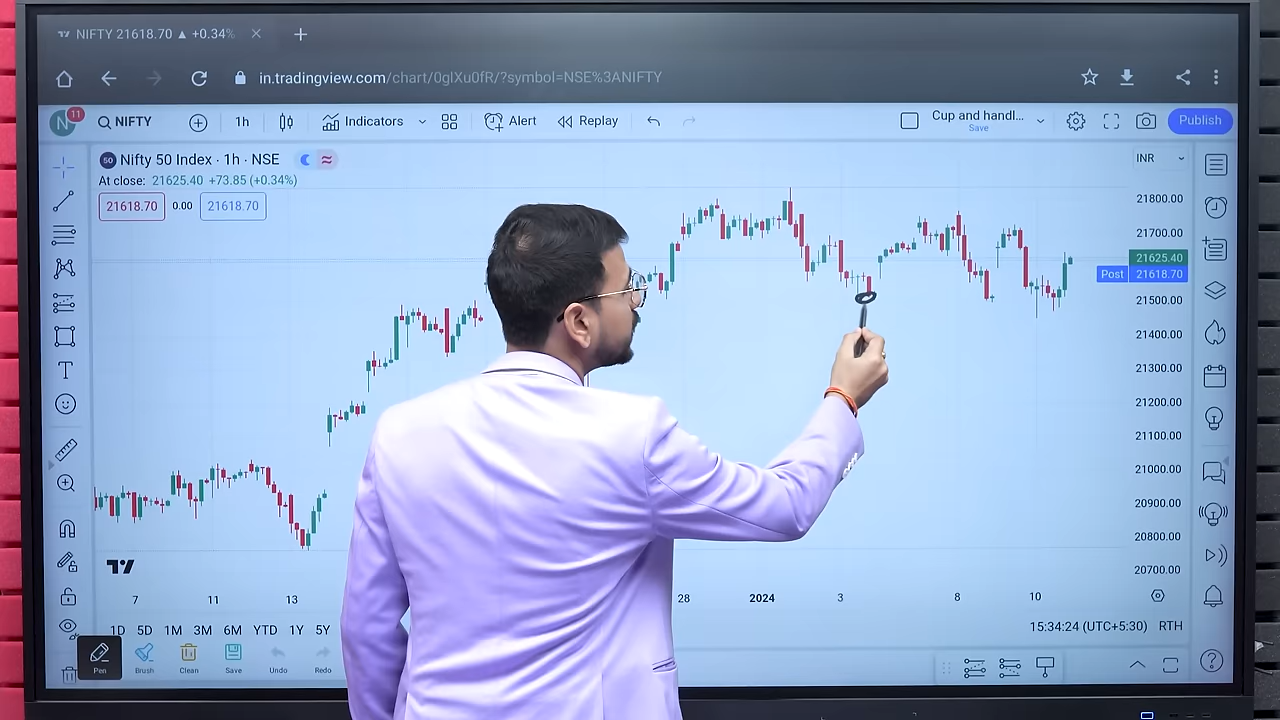 NIFTY 21618.70 ▲ +0.34%
in.tradingview.com/chart/0glXu0fR/?symbol=NSE%3ANIFTY
N 11 NIFTY 1h Indicators Alert Replay Cup and handl... Publish
Save
50 Nifty 50 Index · 1h · NSE INR
At close: 21625.40 +73.85 (+0.34%)
21618.70 0.00 21618.70
21800.00
21700.00
21625.40
Post 21618.70
21500.00
21400.00
21300.00
21200.00
21100.00
21000.00
20900.00
20800.00
20700.00
7 11 13 28 2024 3 8 10
1D 5D 1M 3M 6M YTD 1Y 5Y 15:34:24 (UTC+5:30) RTH
Pen Brush Clean Save Undo Redo